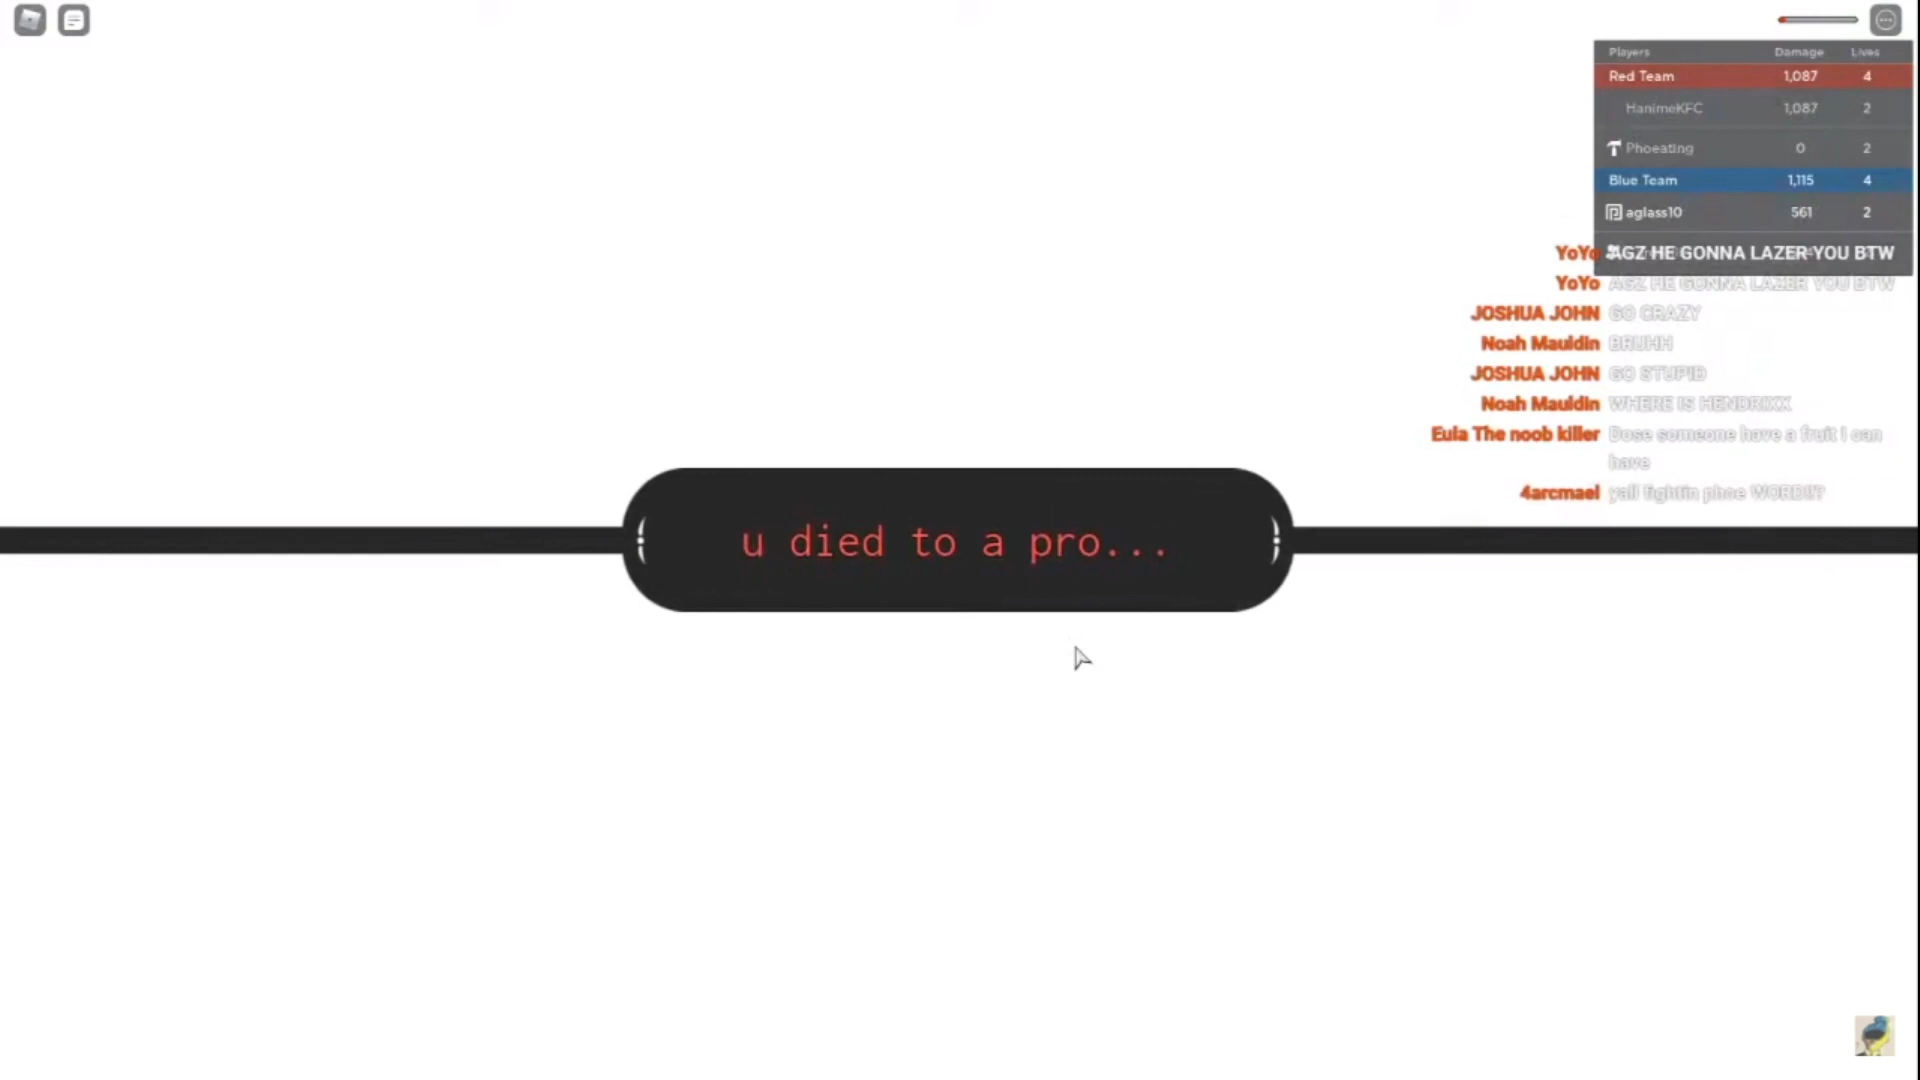 Players Damage Lives
Red Team 1,087 4
HanimeKFC 1,087 2
Phoeating 0 2
Blue Team 1,115 4
aglass10 561 2
YoYo AGZ HE GONNA LAZER YOU BTW
YoYo AGZ HE GONNA LAZER YOU BTW
JOSHUA JOHN GO CRAZY
Noah Mauldin BRUHH
JOSHUA JOHN GO STUPID
Noah Mauldin WHERE IS HENDRIXX
Eula The noob killer Dose someone have a fruit I can
have
4arcmael yall fightin phoe WORD!!?
u died to a pro...